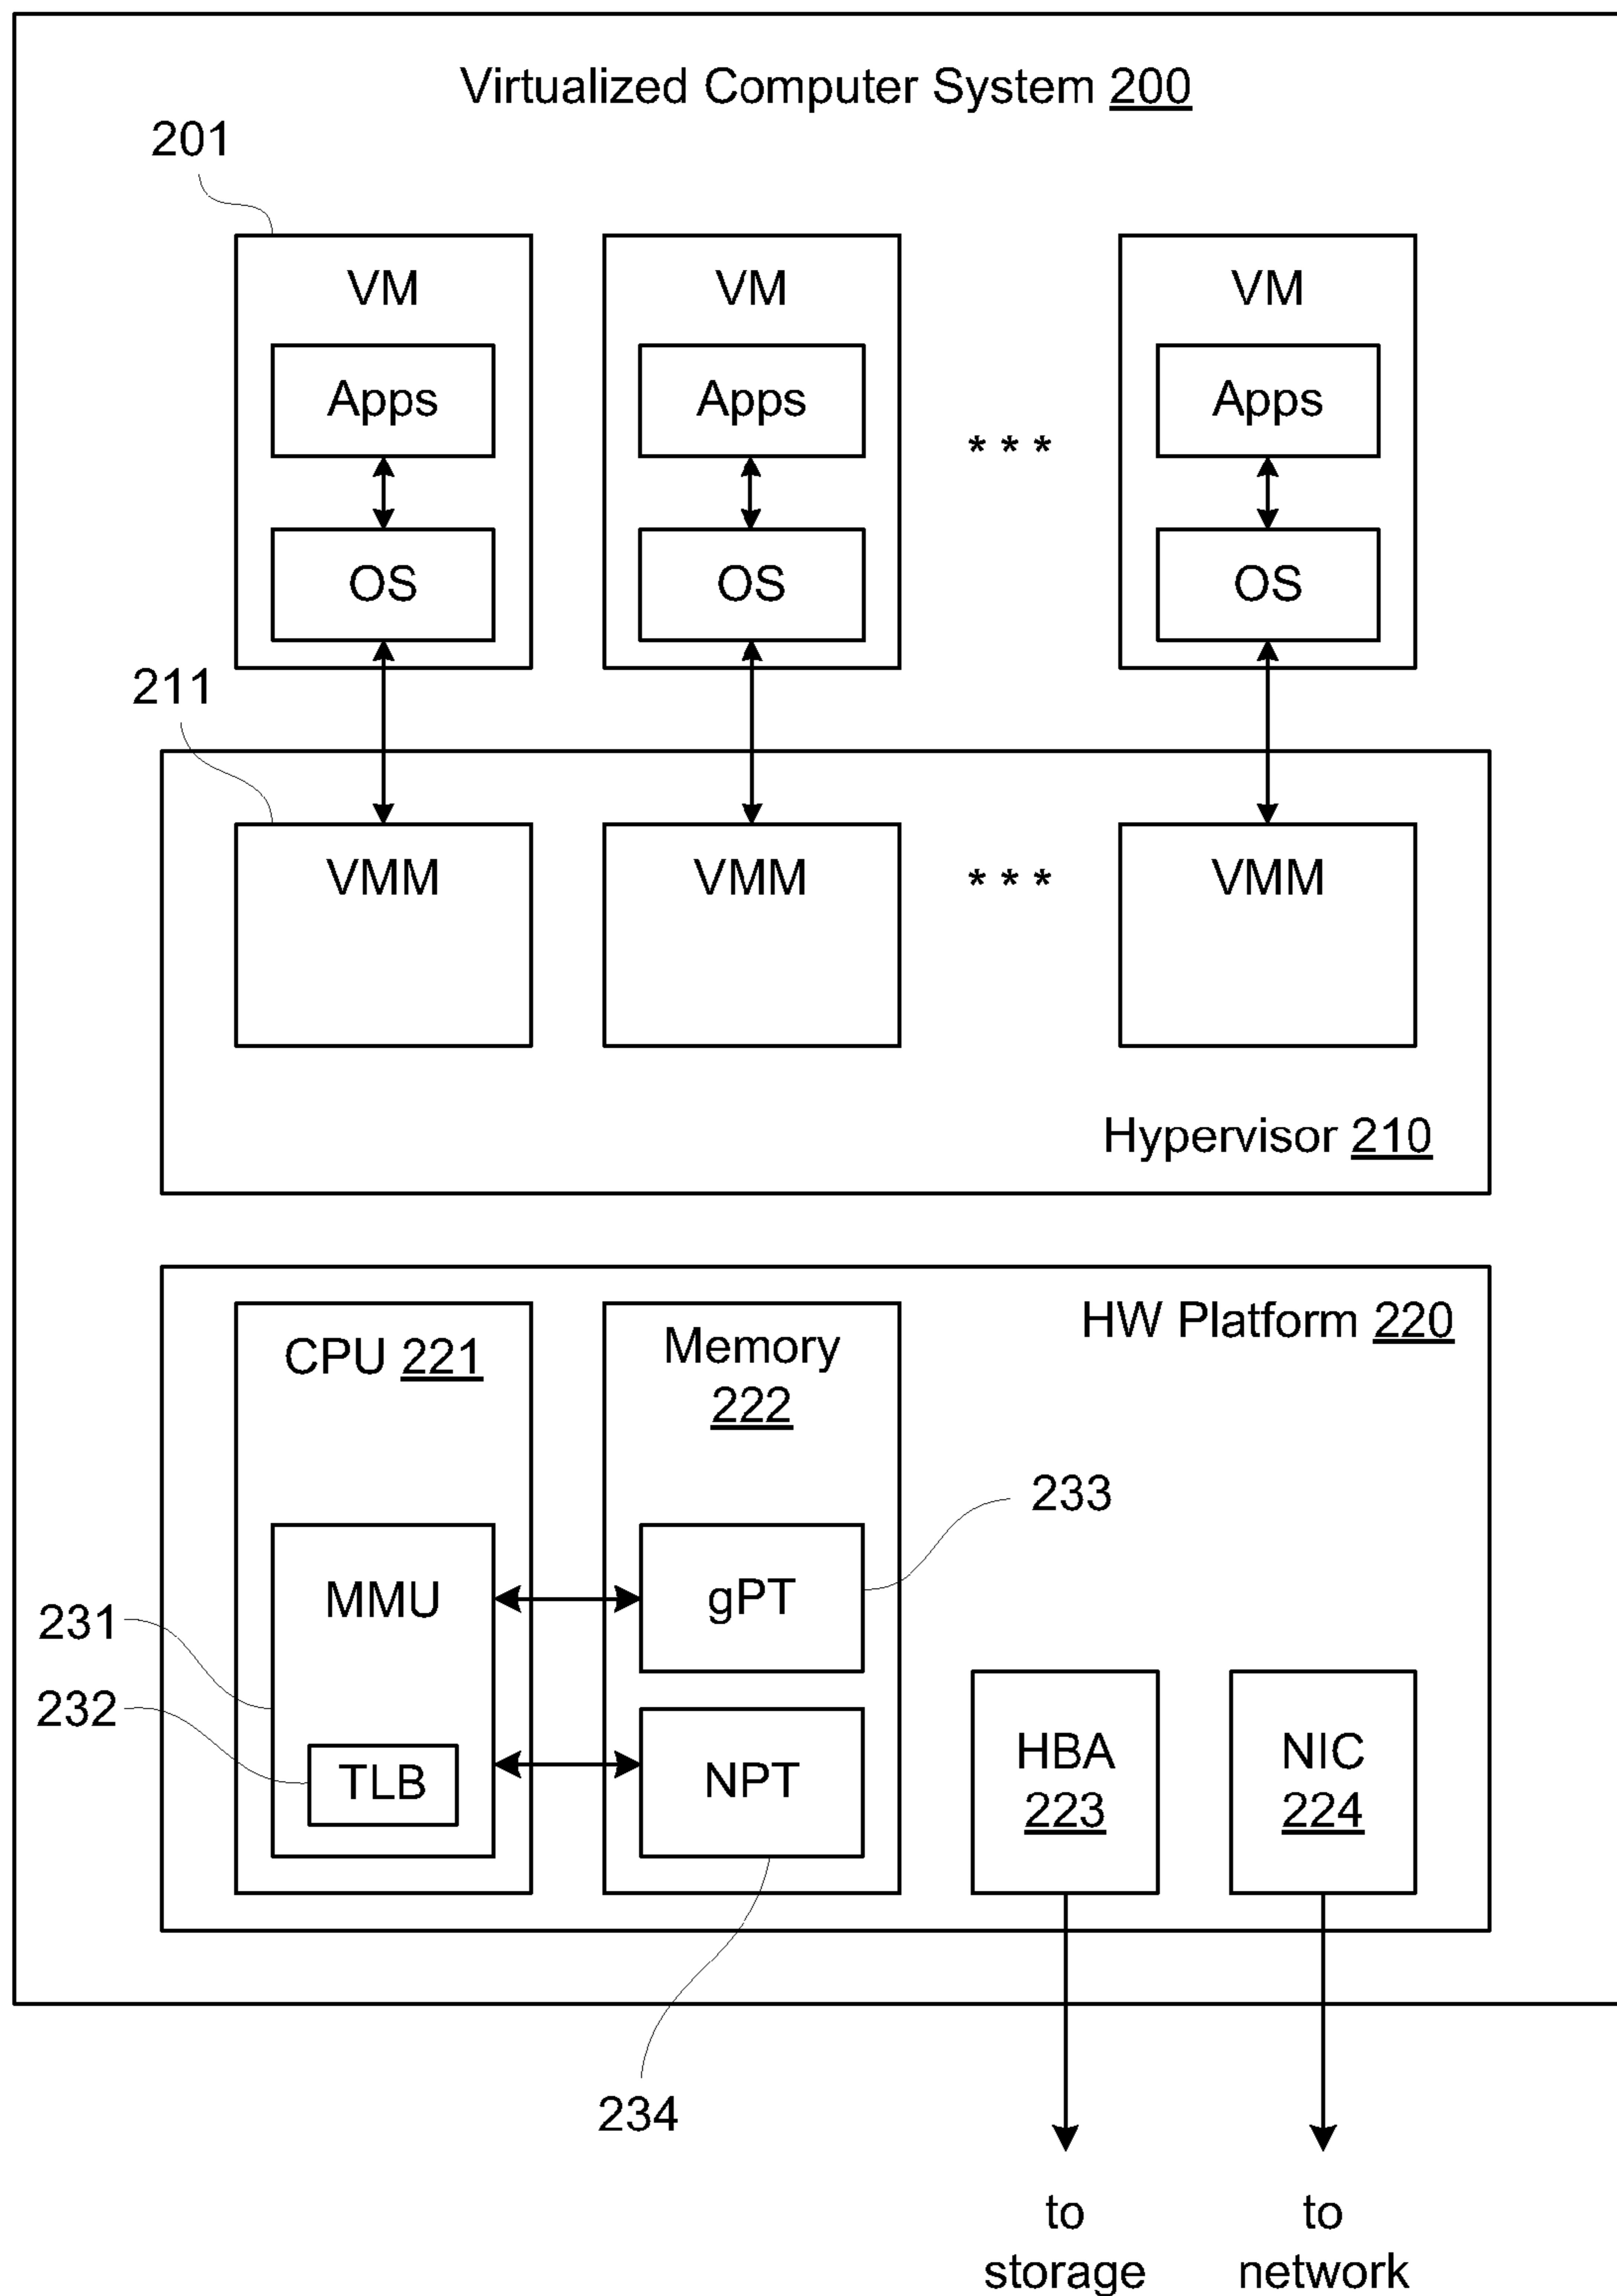 Virtualized Computer System 200
201
VM VM VM
Apps Apps * * * Apps
OS OS OS
211
VMM VMM * * * VMM
Hypervisor 210
HW Platform 220
CPU 221
Memory
222
233
MMU
gPT
231
232
TLB
NPT
HBA
223
NIC
224
234
to
storage
to
network